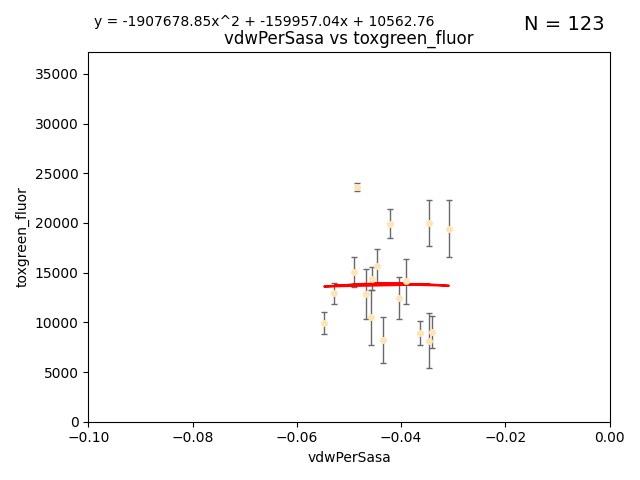 y = -1907678.85x^2 + -159957.04x + 10562.76
N = 123
vdwPerSasa vs toxgreen_fluor
35000
30000
25000
20000
15000
10000
5000
0
toxgreen_fluor
−0.10
−0.08
−0.06
−0.04
−0.02
0.00
vdwPerSasa